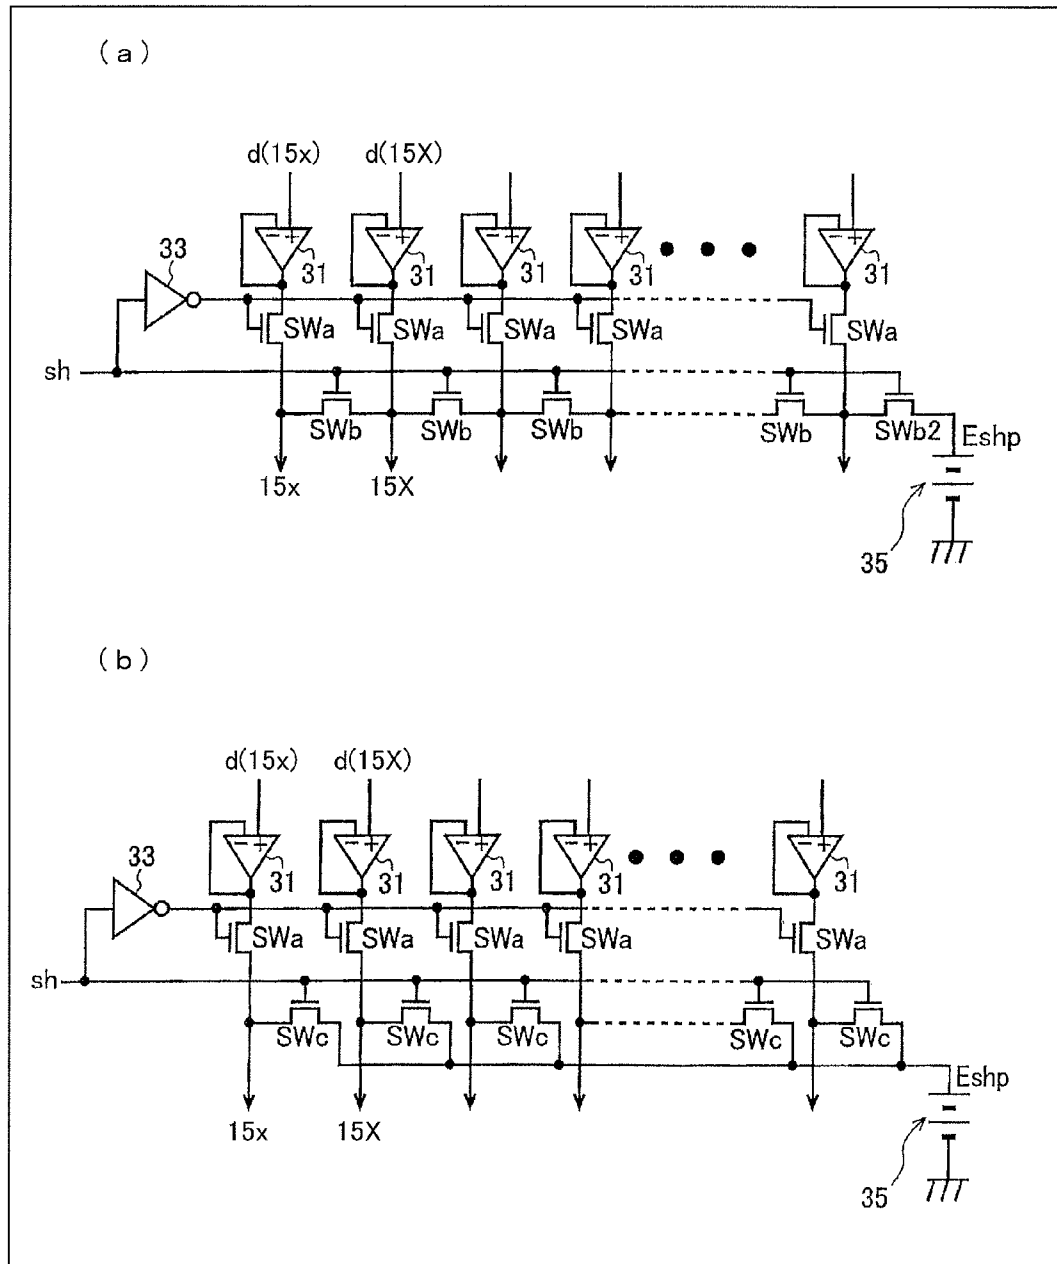 (a)
d(15x) d(15X)
33
− + − + − + − + − +
31 31 31 31 31
SWa SWa SWa SWa SWa
sh
SWb SWb SWb SWb SWb2 Eshp
15x 15X
35
(b)
d(15x) d(15X)
33
− + − + − + − + − +
31 31 31 31 31
SWa SWa SWa SWa SWa
sh
SWc SWc SWc SWc SWc
Eshp
15x 15X
35